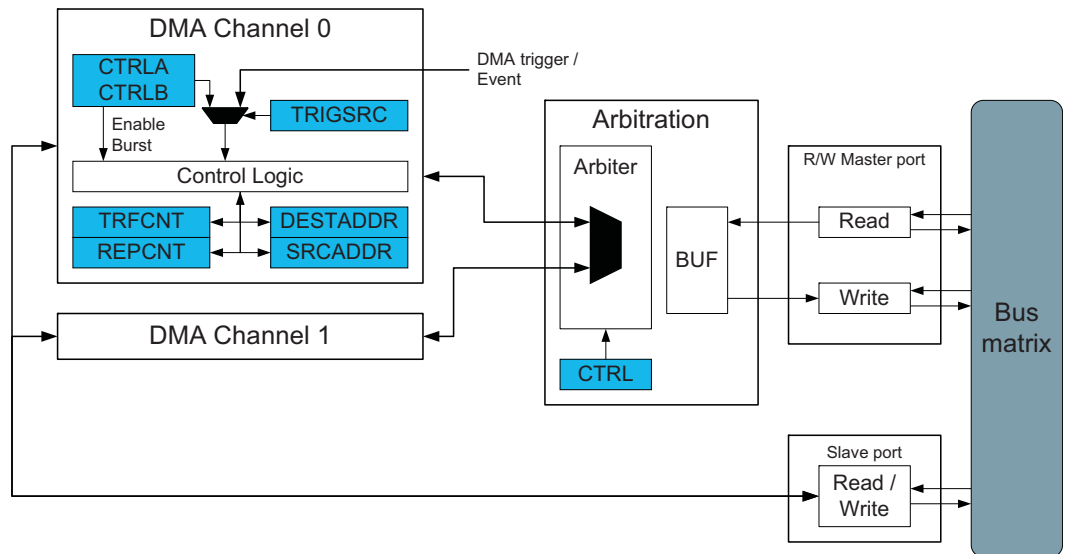 DMA Channel 0
CTRLA
CTRLB
DMA trigger /
Event
TRIGSRC
Enable
Burst
Control Logic
TRFCNT
DESTADDR
REPCNT
SRCADDR
DMA Channel 1
Arbitration
Arbiter
BUF
CTRL
R/W Master port
Read
Write
Slave port
Read /
Write
Bus
matrix